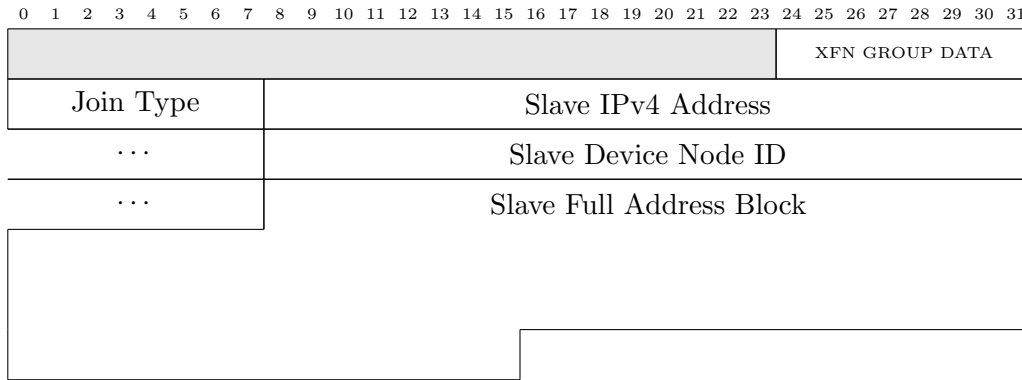 0 1 2 3 4 5 6 7 8 9 10 11 12 13 14 15 16 17 18 19 20 21 22 23 24 25 26 27 28 29 30 31
XFN GROUP DATA
Join Type Slave IPv4 Address
... Slave Device Node ID
... Slave Full Address Block